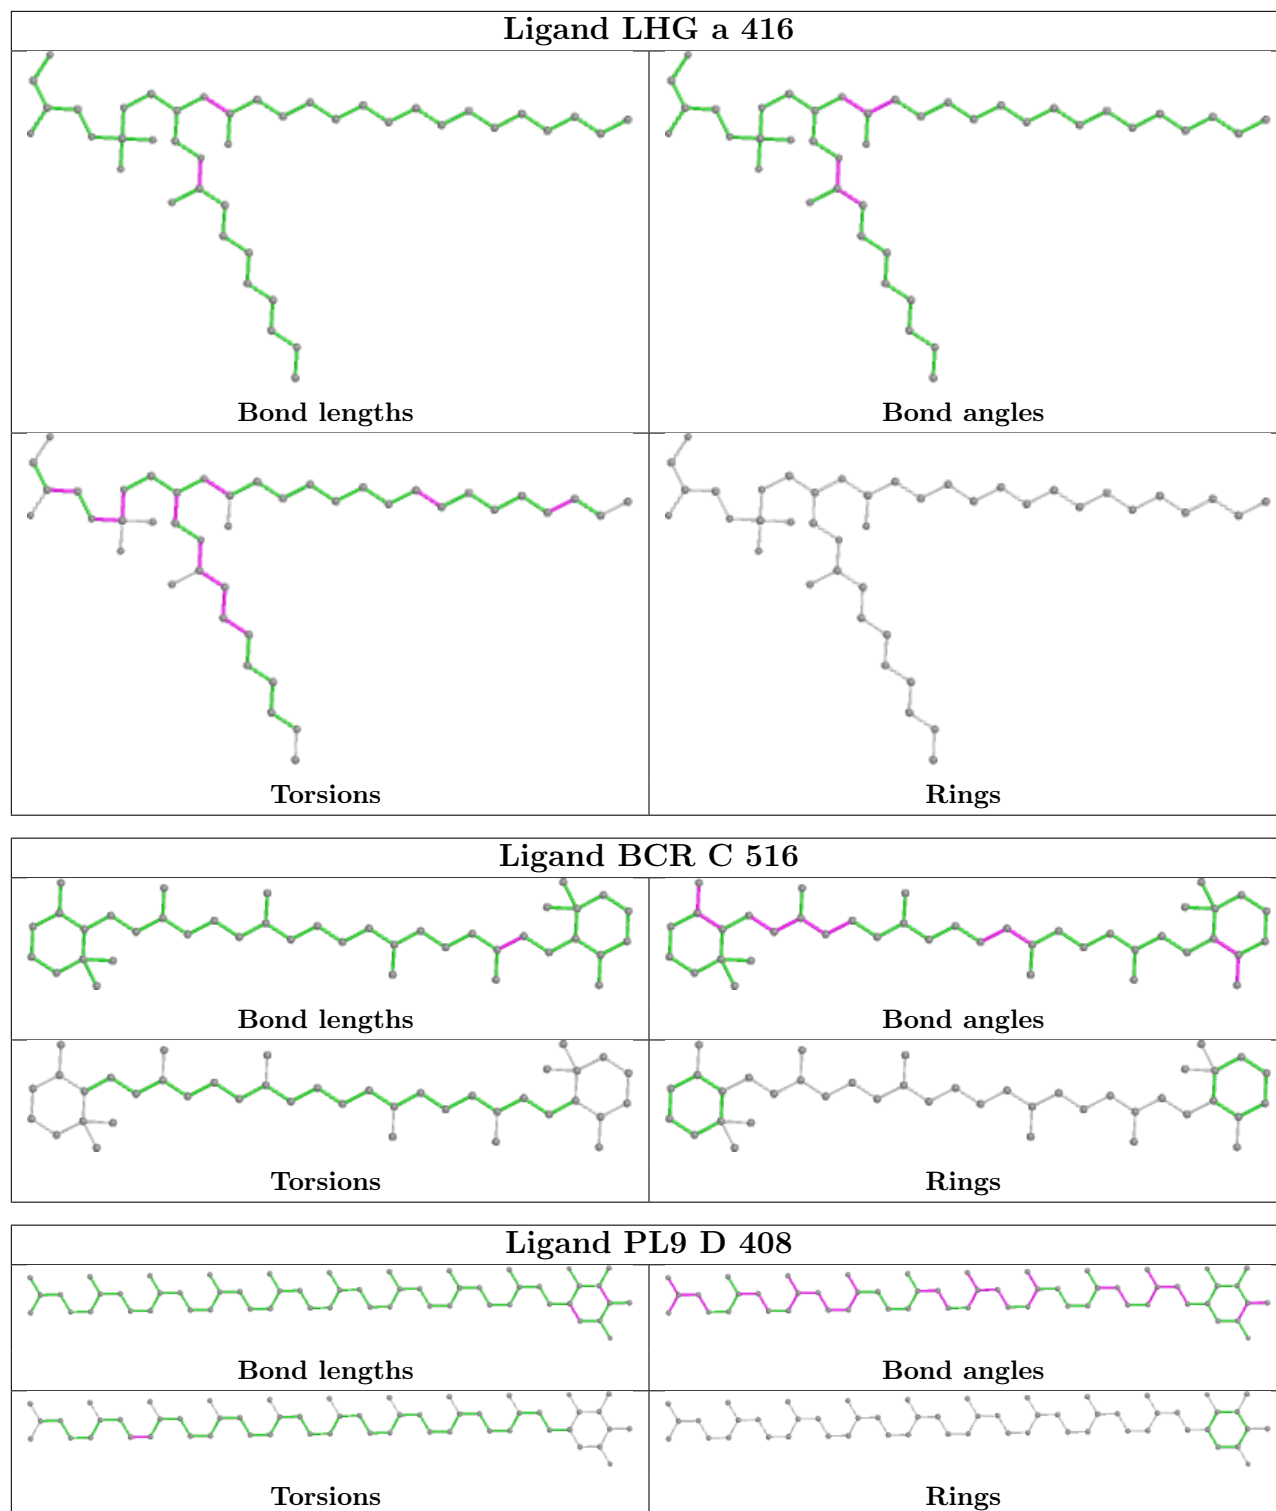 Ligand LHG a 416
Bond lengths
Bond angles
Torsions
Rings
Ligand BCR C 516
Bond lengths
Bond angles
Torsions
Rings
Ligand PL9 D 408
Bond lengths
Bond angles
Torsions
Rings